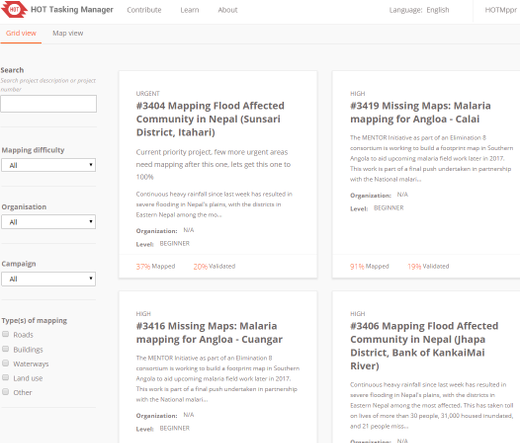 HOT
HOT Tasking Manager
Contribute
Learn
About
Language: English
HOTMppr
Grid view
Map view
Search
Search project description or project
number
Mapping difficulty
All
Organisation
All
Campaign
All
Type(s) of mapping
Roads
Buildings
Waterways
Land use
Other
URGENT
#3404 Mapping Flood Affected
Community in Nepal (Sunsari
District, Itahari)
Current priority project, few more urgent areas
need mapping after this one, lets get this one to
100%
Continuous heavy rainfall since last week has resulted in
severe flooding in Nepal's plains, with the districts in
Eastern Nepal among the mo...
Organization: N/A
Level: BEGINNER
37% Mapped
20% Validated
HIGH
#3419 Missing Maps: Malaria
mapping for Angloa - Calai
The MENTOR Initiative as part of an Elimination 8
consortium is working to build a footprint map in Southern
Angola to aid upcoming malaria field work later in 2017.
This work is part of a final push undertaken in partnership
with the National malari...
Organization: N/A
Level: BEGINNER
91% Mapped
19% Validated
HIGH
#3416 Missing Maps: Malaria
mapping for Angloa - Cuangar
The MENTOR Initiative as part of an Elimination 8
consortium is working to build a footprint map in Southern
Angola to aid upcoming malaria field work later in 2017.
This work is part of a final push undertaken in partnership
with the National malari...
Organization: N/A
Level: BEGINNER
HIGH
#3406 Mapping Flood Affected
Community in Nepal (Jhapa
District, Bank of KankaiMai
River)
Continuous heavy rainfall since last week has resulted in
severe flooding in Nepal's plains, with the districts in
Eastern Nepal among the most affected. This has taken toll
on lives of more than 30 people, 31,000 housed inundated,
and 21 people miss...
Organization: N/A